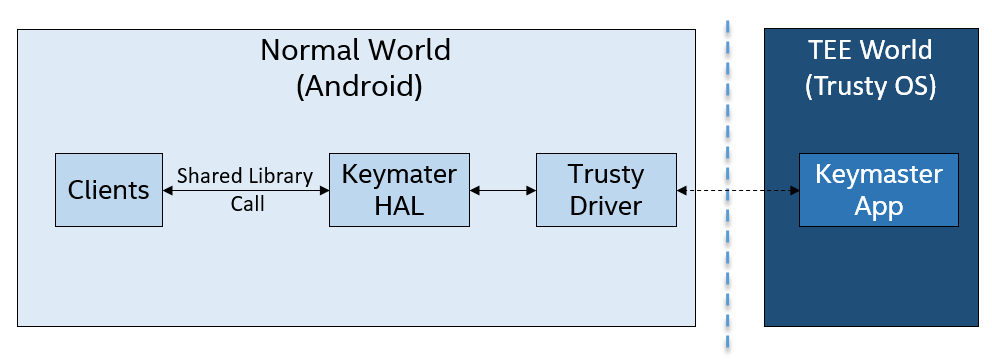 Normal World
(Android)
TEE World
(Trusty OS)
Clients
Shared Library
Call
Keymater
HAL
Trusty
Driver
Keymaster
App